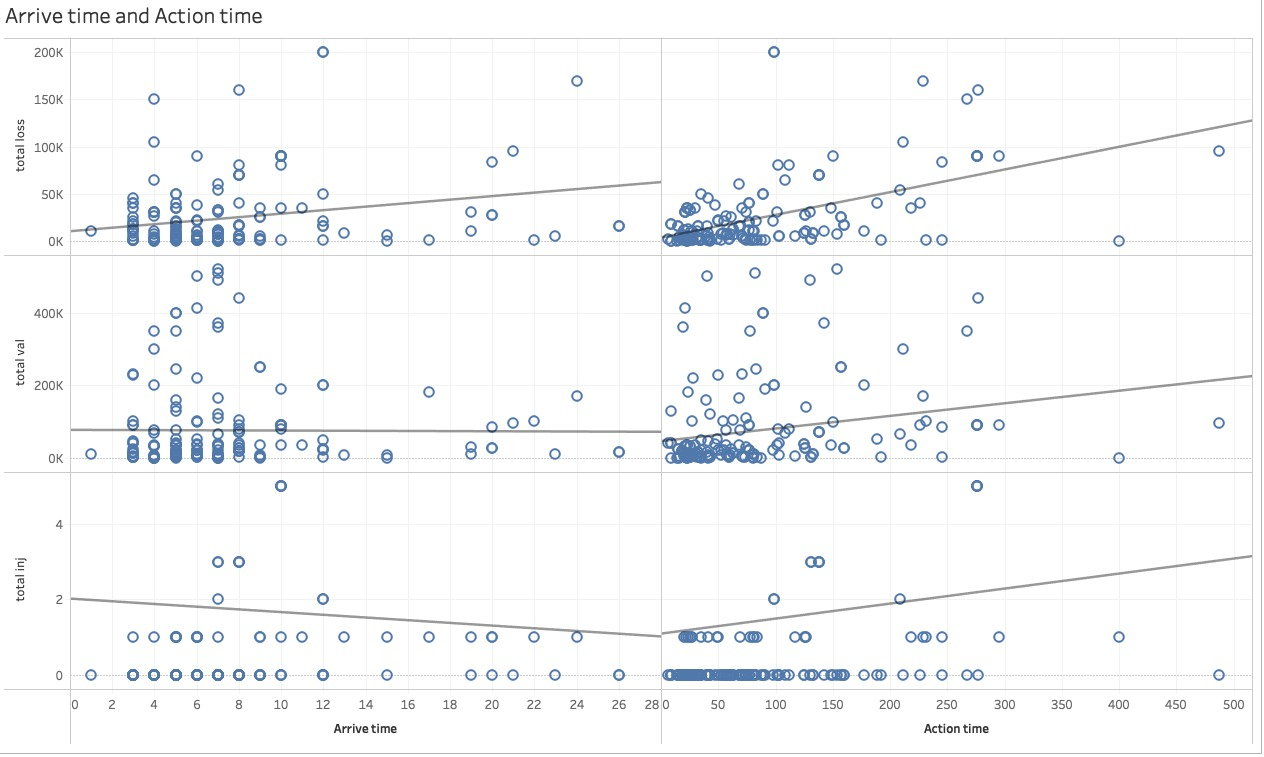 Arrive time and Action time
200K
150K
total loss
100K
50K
0K
400K
total val
200K
0K
4
total inj
2
0
0 2 4 6 8 10 12 14 16 18 20 22 24 26 28 0 50 100 150 200 250 300 350 400 450 500
Arrive time Action time